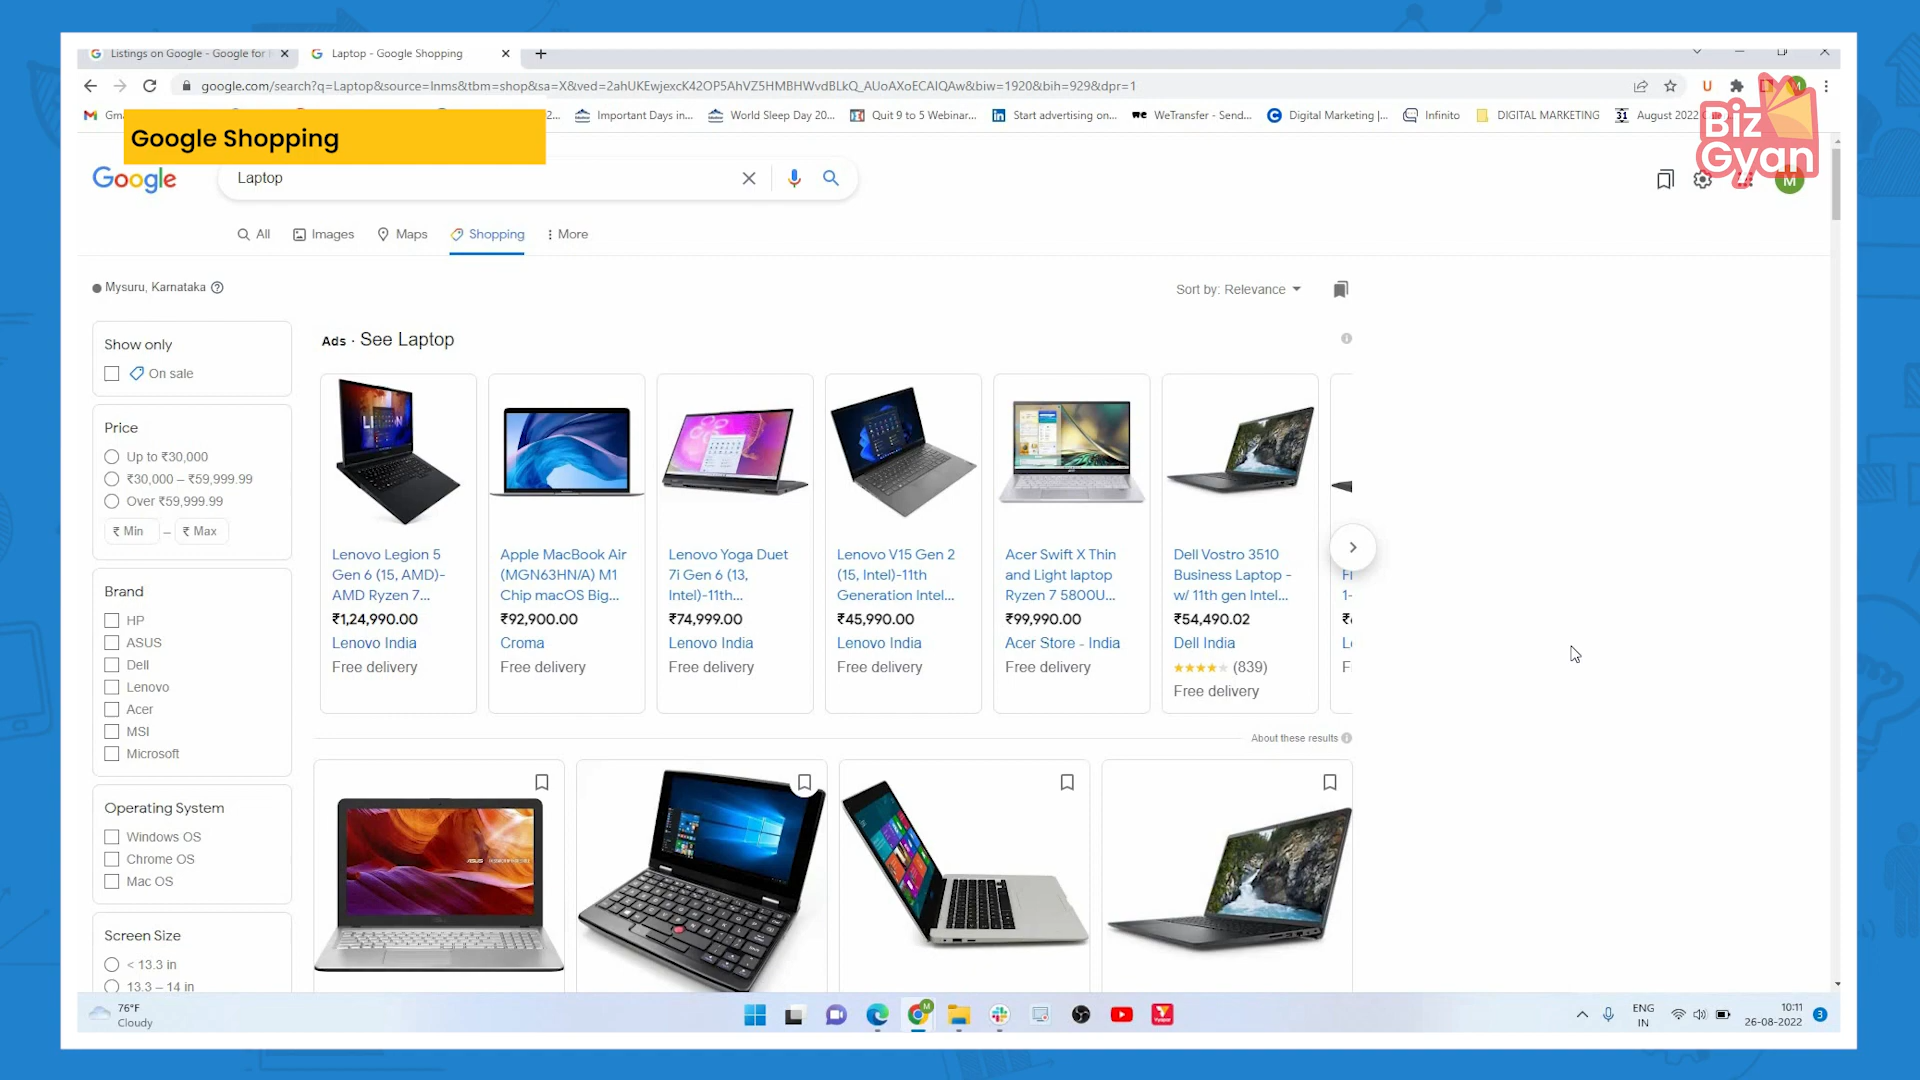 Listings on Google - Google for
Laptop - Google Shopping
google.com/search?q=Laptop&source=lnms&tbm=shop&sa=X&ved=2ahUKEwjexcK42OP5AhVZ5HMBHWvdBLkQ_AUoAXoECAIQAw&biw=1920&bih=929&dpr=1
Important Days in...
World Sleep Day 20...
Quit 9 to 5 Webinar...
Start advertising on...
WeTransfer - Send...
Digital Marketing |...
Infinito
DIGITAL MARKETING
31
August 2022
Biz
Gyan
Google Shopping
Google
Laptop
M
All
Images
Maps
Shopping
More
Mysuru, Karnataka
Sort by: Relevance
Show only
On sale
Price
Up to ₹30,000
₹30,000 – ₹59,999.99
Over ₹59,999.99
₹ Min – ₹ Max
Brand
HP
ASUS
Dell
Lenovo
Acer
MSI
Microsoft
Operating System
Windows OS
Chrome OS
Mac OS
Screen Size
< 13.3 in
13.3 – 14 in
Ads · See Laptop
Lenovo Legion 5
Gen 6 (15, AMD)-
AMD Ryzen 7...
₹1,24,990.00
Lenovo India
Free delivery
Apple MacBook Air
(MGN63HN/A) M1
Chip macOS Big...
₹92,900.00
Croma
Free delivery
Lenovo Yoga Duet
7i Gen 6 (13,
Intel)-11th...
₹74,999.00
Lenovo India
Free delivery
Lenovo V15 Gen 2
(15, Intel)-11th
Generation Intel...
₹45,990.00
Lenovo India
Free delivery
Acer Swift X Thin
and Light laptop
Ryzen 7 5800U...
₹99,990.00
Acer Store - India
Free delivery
Dell Vostro 3510
Business Laptop -
w/ 11th gen Intel...
₹54,490.02
Dell India
(839)
Free delivery
About these results
76°F
Cloudy
ENG
IN
10:11
26-08-2022
3